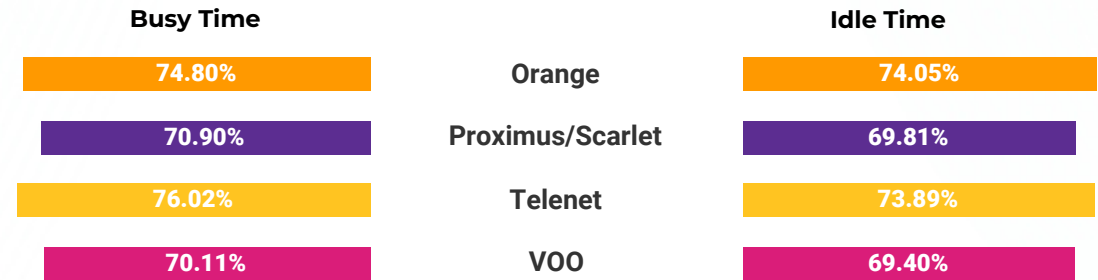 Busy Time Idle Time
74.80% Orange 74.05%
70.90% Proximus/Scarlet 69.81%
76.02% Telenet 73.89%
70.11% VOO 69.40%